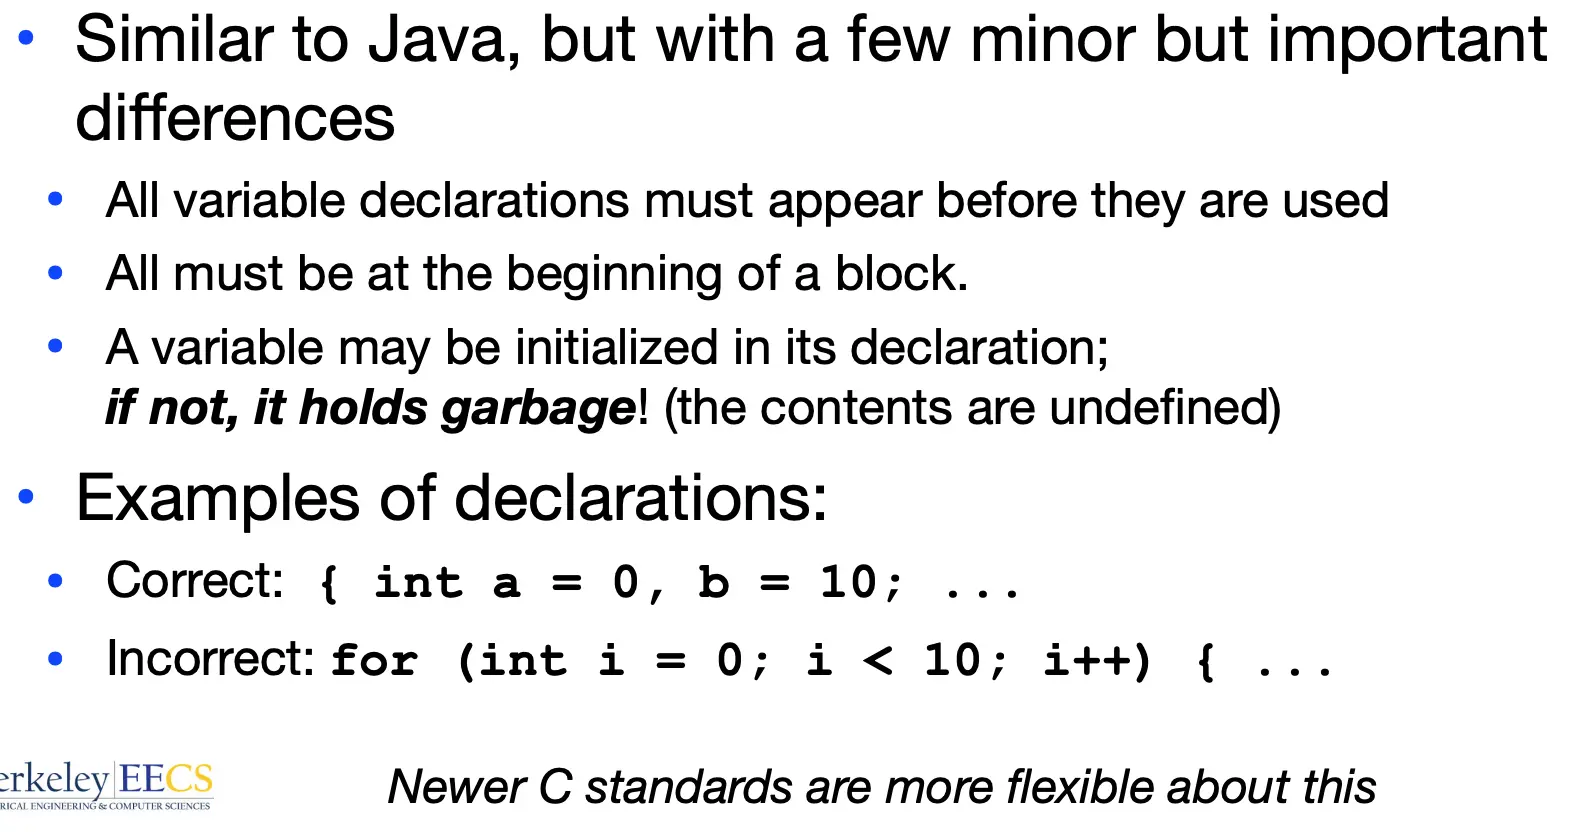 • Similar to Java, but with a few minor but important
differences
• All variable declarations must appear before they are used
• All must be at the beginning of a block.
• A variable may be initialized in its declaration;
if not, it holds garbage! (the contents are undefined)
• Examples of declarations:
• Correct: { int a = 0, b = 10; ...
• Incorrect: for (int i = 0; i < 10; i++) { ...
erkeley EECS
RICAL ENGINEERING & COMPUTER SCIENCES
Newer C standards are more flexible about this